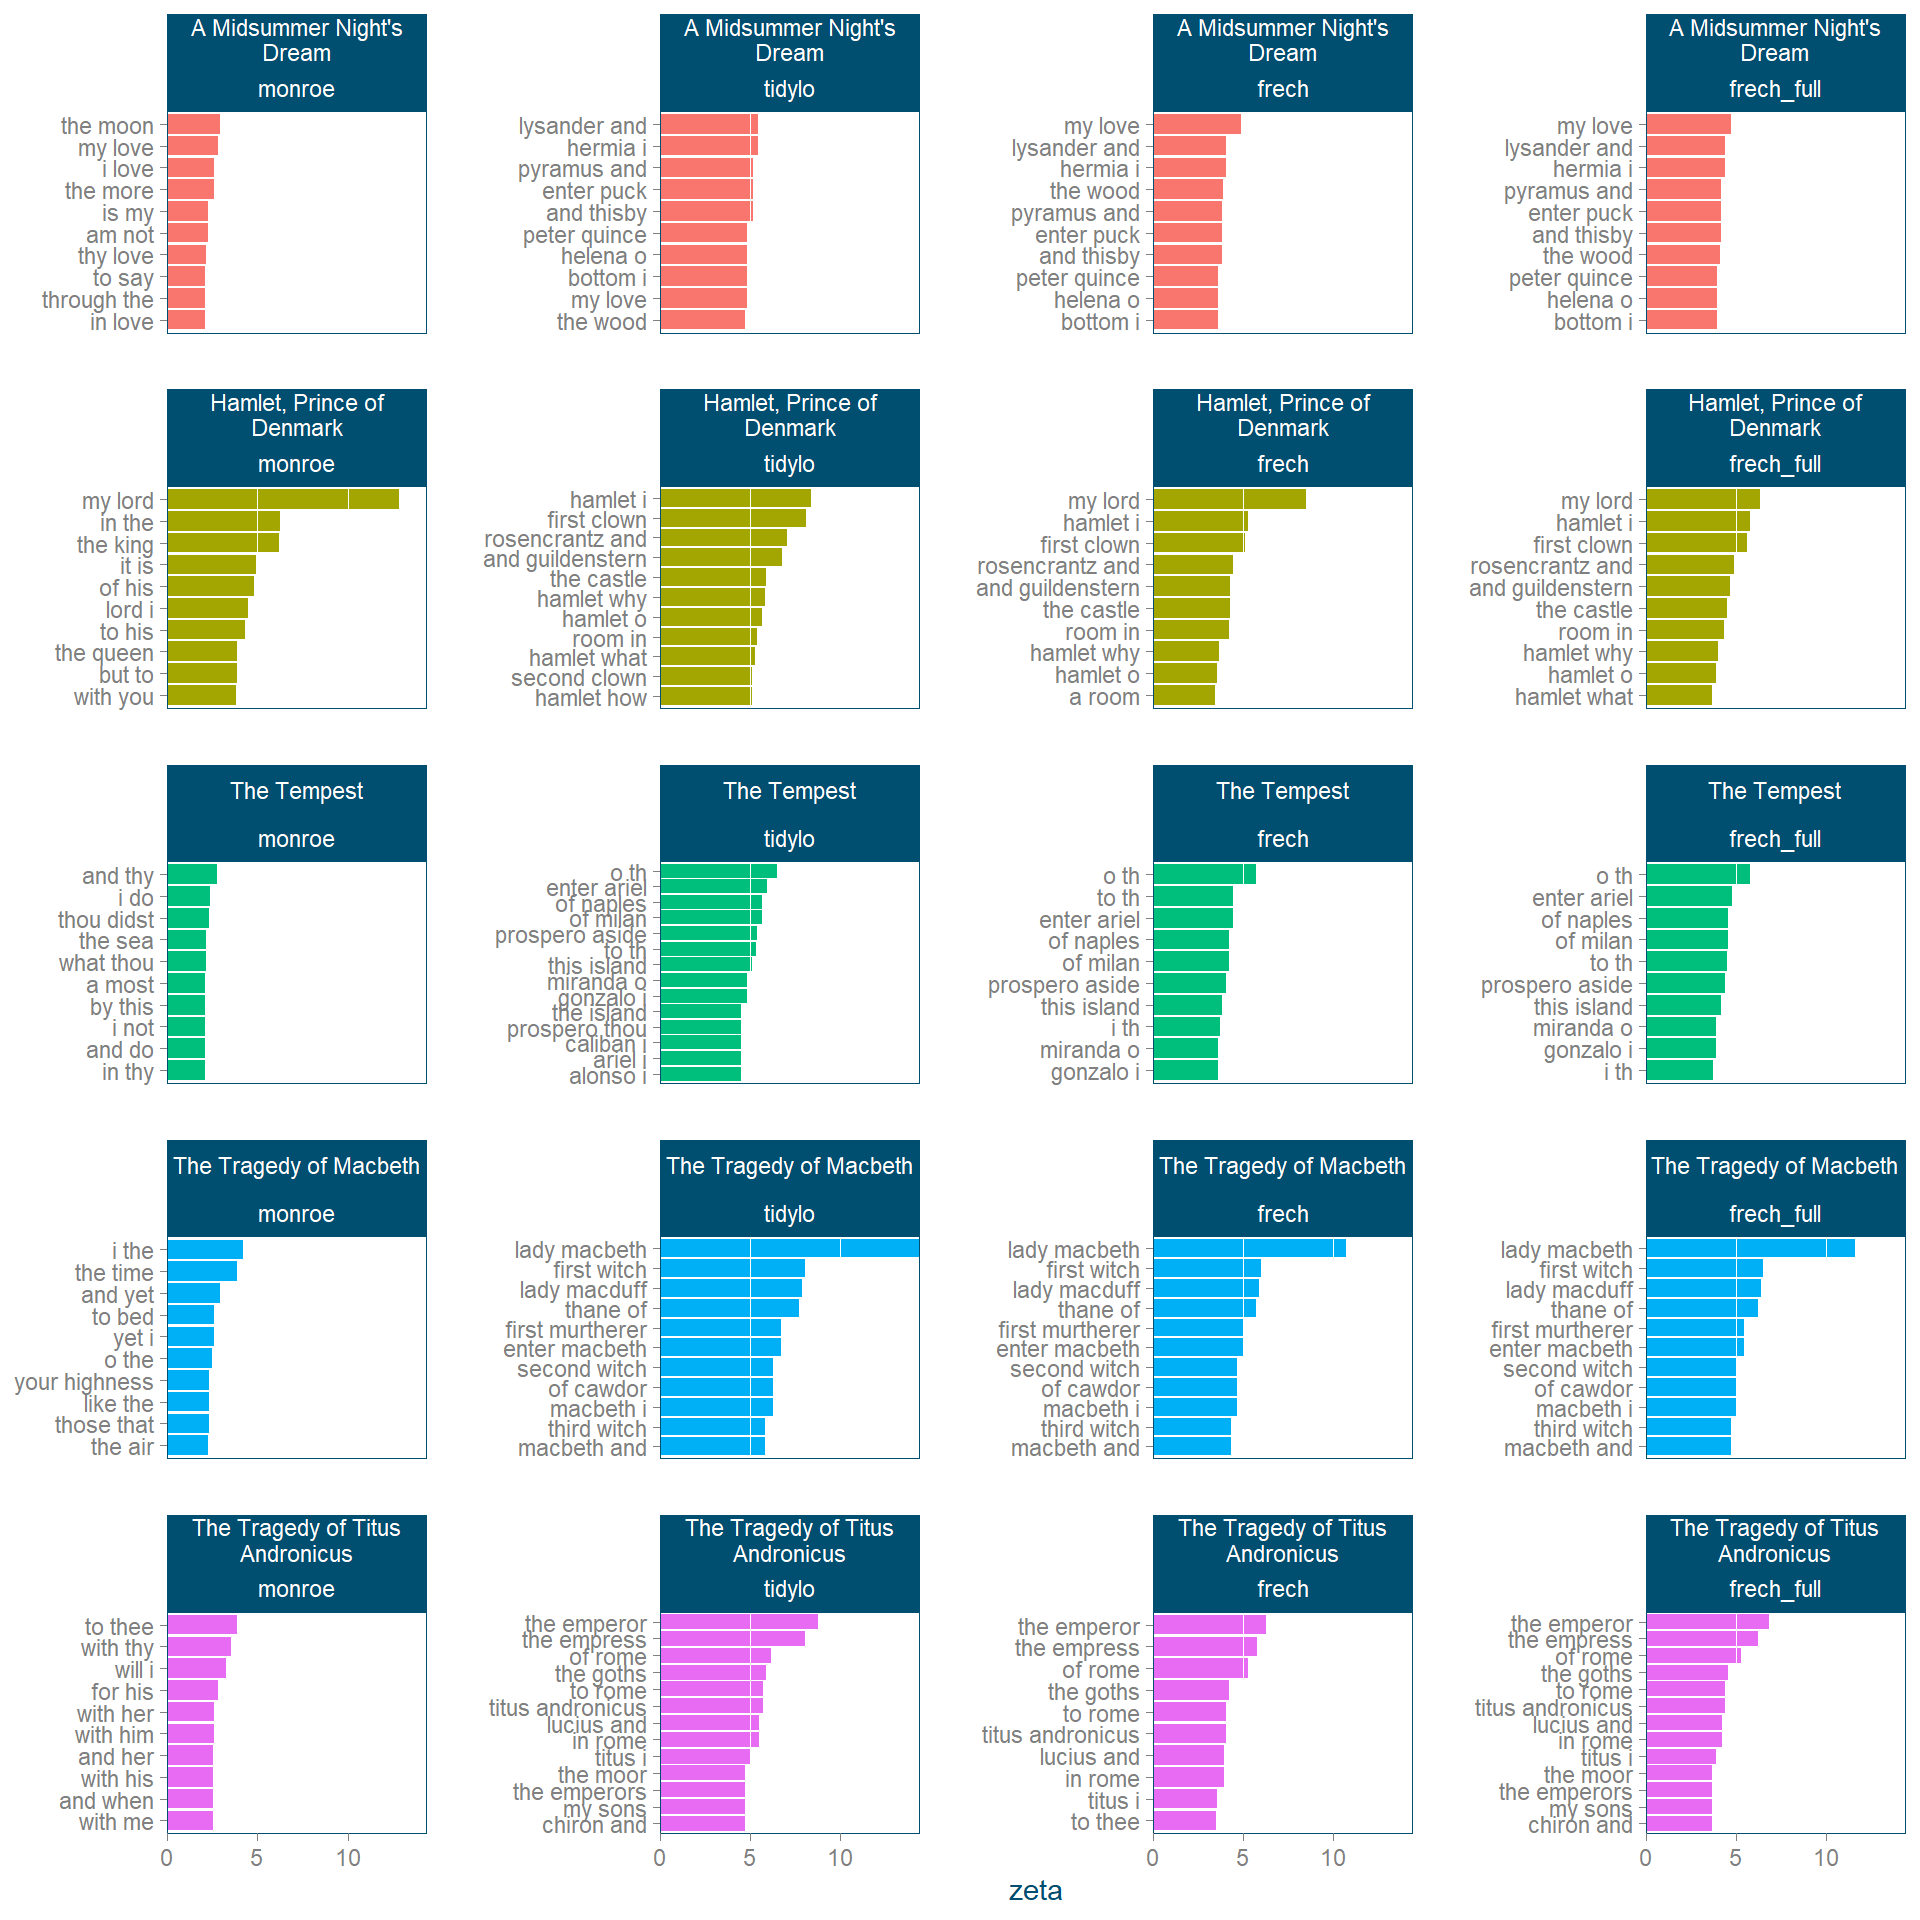 A Midsummer Night's
Dream
monroe
the moon
my love
i love
the more
is my
am not
thy love
to say
through the
in love
A Midsummer Night's
Dream
tidylo
lysander and
hermia i
pyramus and
enter puck
and thisby
peter quince
helena o
bottom i
my love
the wood
A Midsummer Night's
Dream
frech
my love
lysander and
hermia i
the wood
pyramus and
enter puck
and thisby
peter quince
helena o
bottom i
A Midsummer Night's
Dream
frech_full
my love
lysander and
hermia i
pyramus and
enter puck
and thisby
the wood
peter quince
helena o
bottom i
Hamlet, Prince of
Denmark
monroe
my lord
in the
the king
it is
of his
lord i
to his
the queen
but to
with you
Hamlet, Prince of
Denmark
tidylo
hamlet i
first clown
rosencrantz and
and guildenstern
the castle
hamlet why
hamlet o
room in
hamlet what
second clown
hamlet how
Hamlet, Prince of
Denmark
frech
my lord
hamlet i
first clown
rosencrantz and
and guildenstern
the castle
room in
hamlet why
hamlet o
a room
Hamlet, Prince of
Denmark
frech_full
my lord
hamlet i
first clown
rosencrantz and
and guildenstern
the castle
room in
hamlet why
hamlet o
hamlet what
The Tempest
monroe
and thy
i do
thou didst
the sea
what thou
a most
by this
i not
and do
in thy
The Tempest
tidylo
o th
enter ariel
of naples
of milan
prospero aside
to th
this island
miranda o
gonzalo i
the island
prospero thou
caliban i
ariel i
alonso i
The Tempest
frech
o th
to th
enter ariel
of naples
of milan
prospero aside
this island
i th
miranda o
gonzalo i
The Tempest
frech_full
o th
enter ariel
of naples
of milan
to th
prospero aside
this island
miranda o
gonzalo i
i th
The Tragedy of Macbeth
monroe
i the
the time
and yet
to bed
yet i
o the
your highness
like the
those that
the air
The Tragedy of Macbeth
tidylo
lady macbeth
first witch
lady macduff
thane of
first murtherer
enter macbeth
second witch
of cawdor
macbeth i
third witch
macbeth and
The Tragedy of Macbeth
frech
lady macbeth
first witch
lady macduff
thane of
first murtherer
enter macbeth
second witch
of cawdor
macbeth i
third witch
macbeth and
The Tragedy of Macbeth
frech_full
lady macbeth
first witch
lady macduff
thane of
first murtherer
enter macbeth
second witch
of cawdor
macbeth i
third witch
macbeth and
The Tragedy of Titus
Andronicus
monroe
to thee
with thy
will i
for his
with her
with him
and her
with his
and when
with me
0 5 10
The Tragedy of Titus
Andronicus
tidylo
the emperor
the empress
of rome
the goths
to rome
titus andronicus
lucius and
in rome
titus i
the moor
the emperors
my sons
chiron and
0 5 10
The Tragedy of Titus
Andronicus
frech
the emperor
the empress
of rome
the goths
to rome
titus andronicus
lucius and
in rome
titus i
to thee
0 5 10
The Tragedy of Titus
Andronicus
frech_full
the emperor
the empress
of rome
the goths
to rome
titus andronicus
lucius and
in rome
titus i
the moor
the emperors
my sons
chiron and
0 5 10
zeta